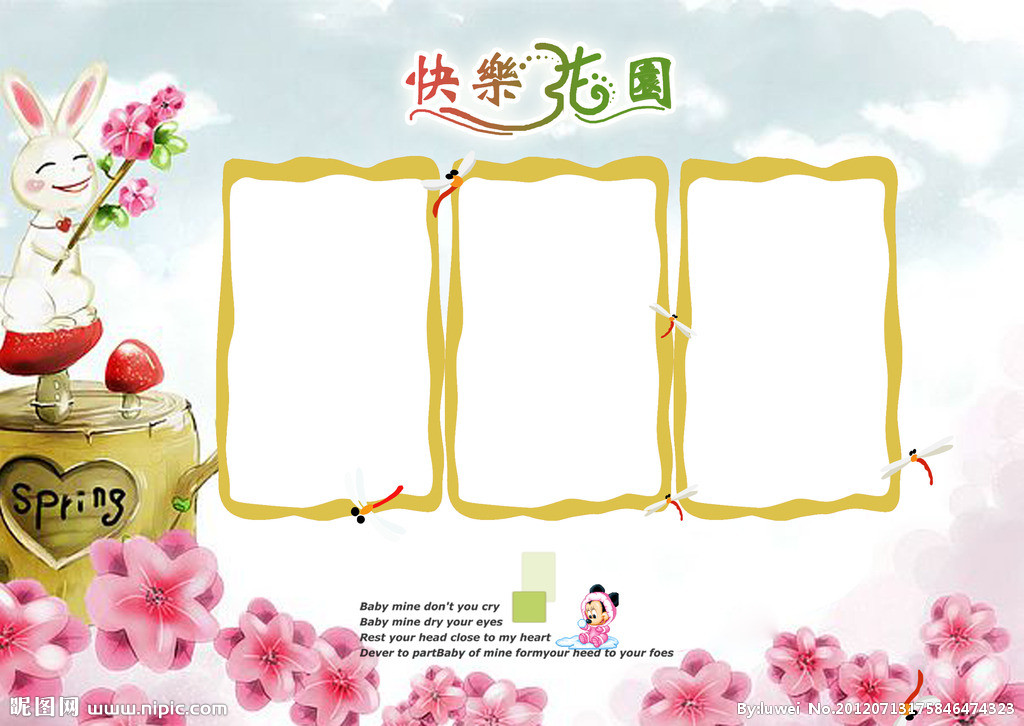 快樂花園
spring
Baby mine don't you cry
Baby mine dry your eyes
Rest your head close to my heart
Dever to partBaby of mine formyour heed to your foes
昵图网 www.nipic.com
By:luwei No.20120713175846474323